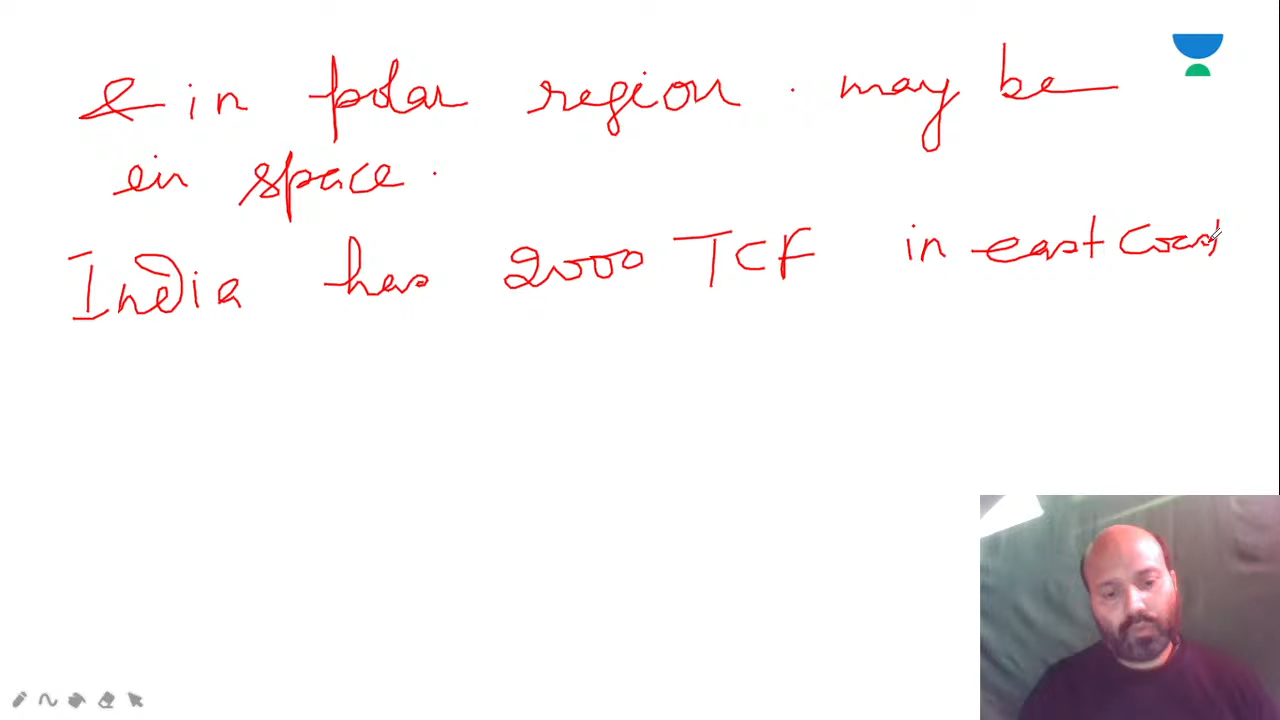 & in polar region. may be
in space.
India has 2000 TCF in east Coast